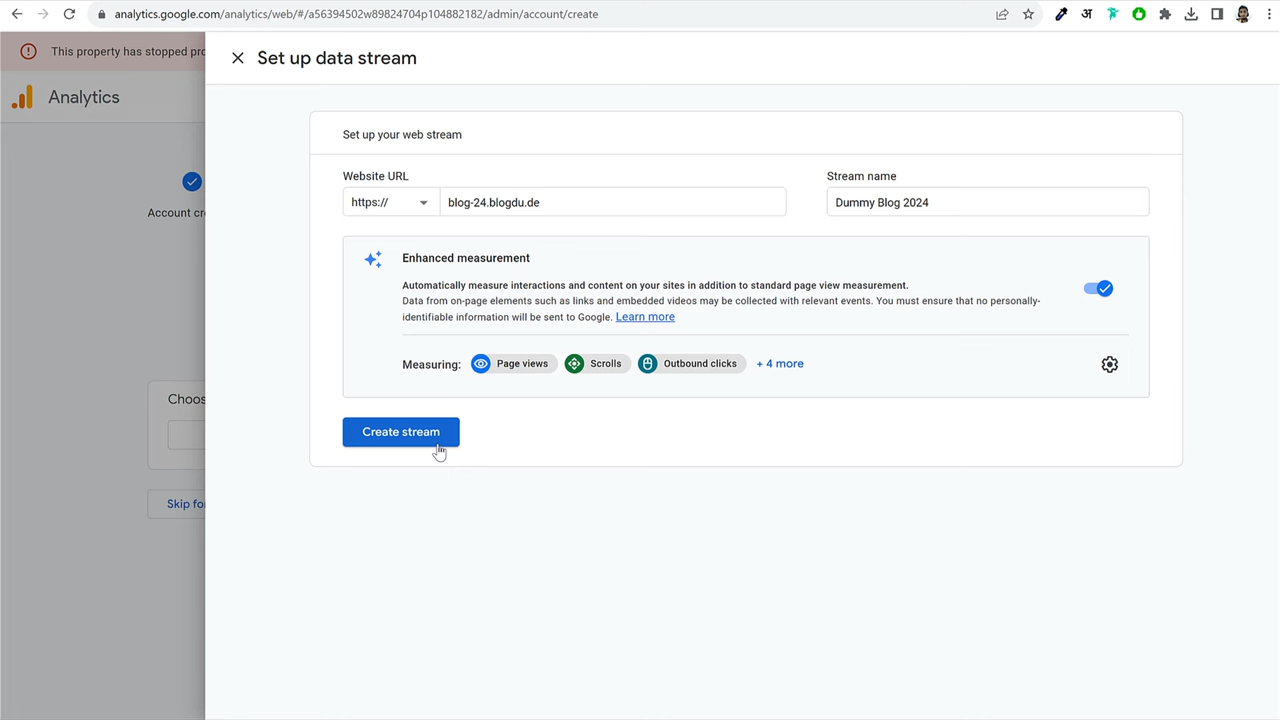 analytics.google.com/analytics/web/#/a56394502w89824704p104882182/admin/account/create
अ
This property has stopped pro
Set up data stream
Analytics
Set up your web stream
Website URL
Stream name
https://
blog-24.blogdu.de
Dummy Blog 2024
Account cr
Enhanced measurement
Automatically measure interactions and content on your sites in addition to standard page view measurement.
Data from on-page elements such as links and embedded videos may be collected with relevant events. You must ensure that no personally-
identifiable information will be sent to Google. Learn more
Measuring: Page views Scrolls Outbound clicks + 4 more
Choos
Create stream
Skip fo